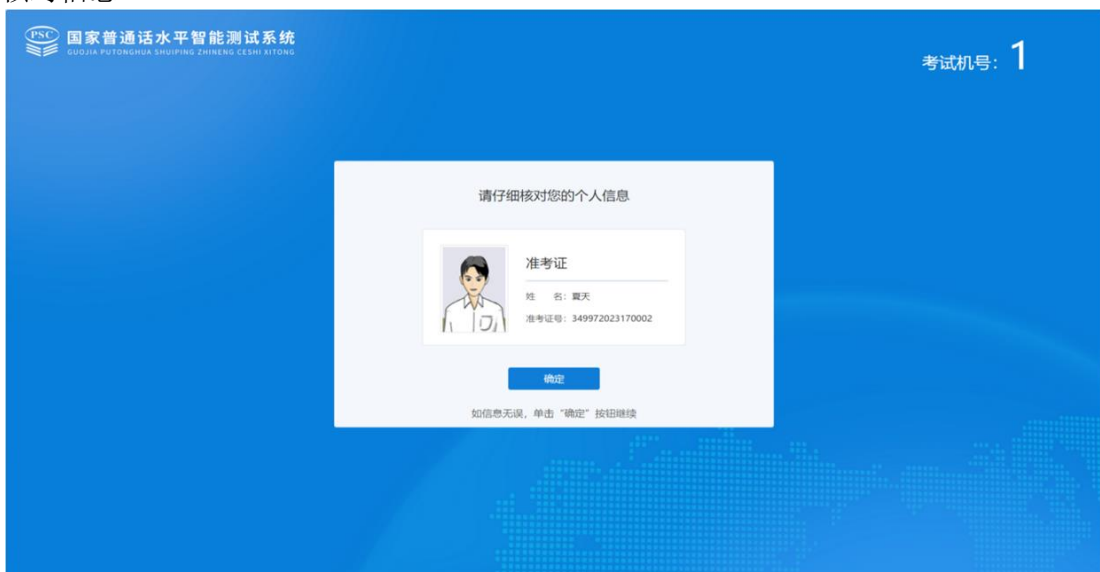 PSC
国家普通话水平智能测试系统
GUOJIA PUTONGHUA SHUIPING ZHINENG CESHI XITONG
考试机号：1
请仔细核对您的个人信息
准考证
姓 名：夏天
准考证号：349972023170002
确定
如信息无误，单击“确定”按钮继续